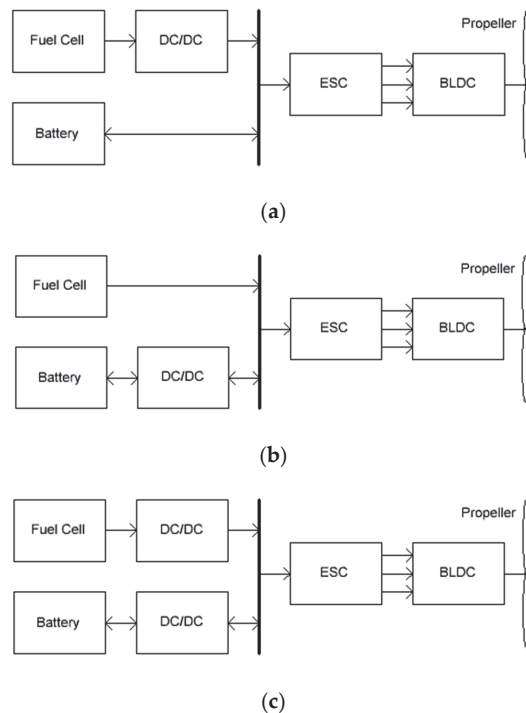 Propeller
Fuel Cell
DC/DC
ESC
BLDC
Battery
(a)
Propeller
Fuel Cell
ESC
BLDC
Battery
DC/DC
(b)
Propeller
Fuel Cell
DC/DC
ESC
BLDC
Battery
DC/DC
(c)